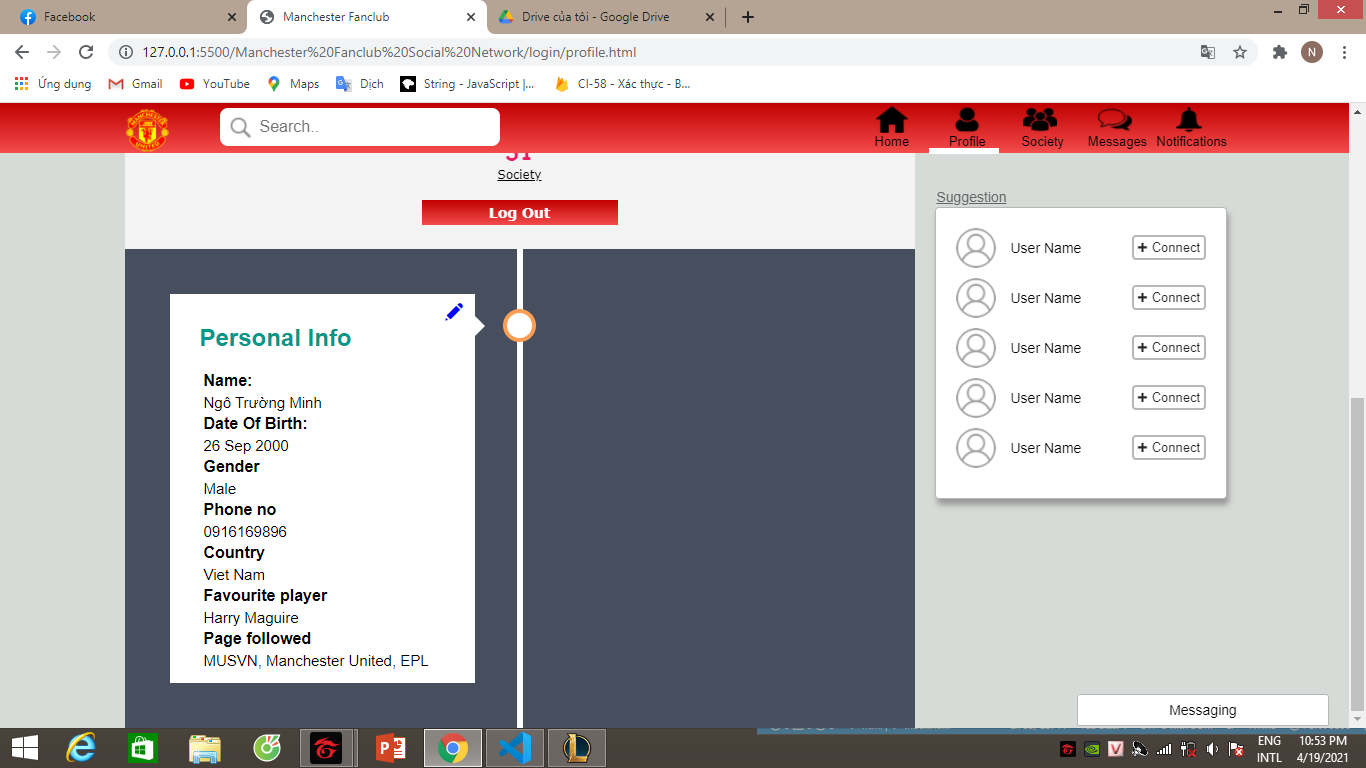 Facebook
Manchester Fanclub
Drive của tôi - Google Drive
127.0.0.1:5500/Manchester%20Fanclub%20Social%20Network/login/profile.html
N
Ứng dụng
Gmail
YouTube
Maps
Dịch
String - JavaScript |...
CI-58 - Xác thực - B...
Search..
Home
Profile
Society
Messages
Notifications
Society
Log Out
Suggestion
User Name
Connect
User Name
Connect
User Name
Connect
User Name
Connect
User Name
Connect
Personal Info
Name:
Ngô Trường Minh
Date Of Birth:
26 Sep 2000
Gender
Male
Phone no
0916169896
Country
Viet Nam
Favourite player
Harry Maguire
Page followed
MUSVN, Manchester United, EPL
Messaging
ENG
INTL
10:53 PM
4/19/2021